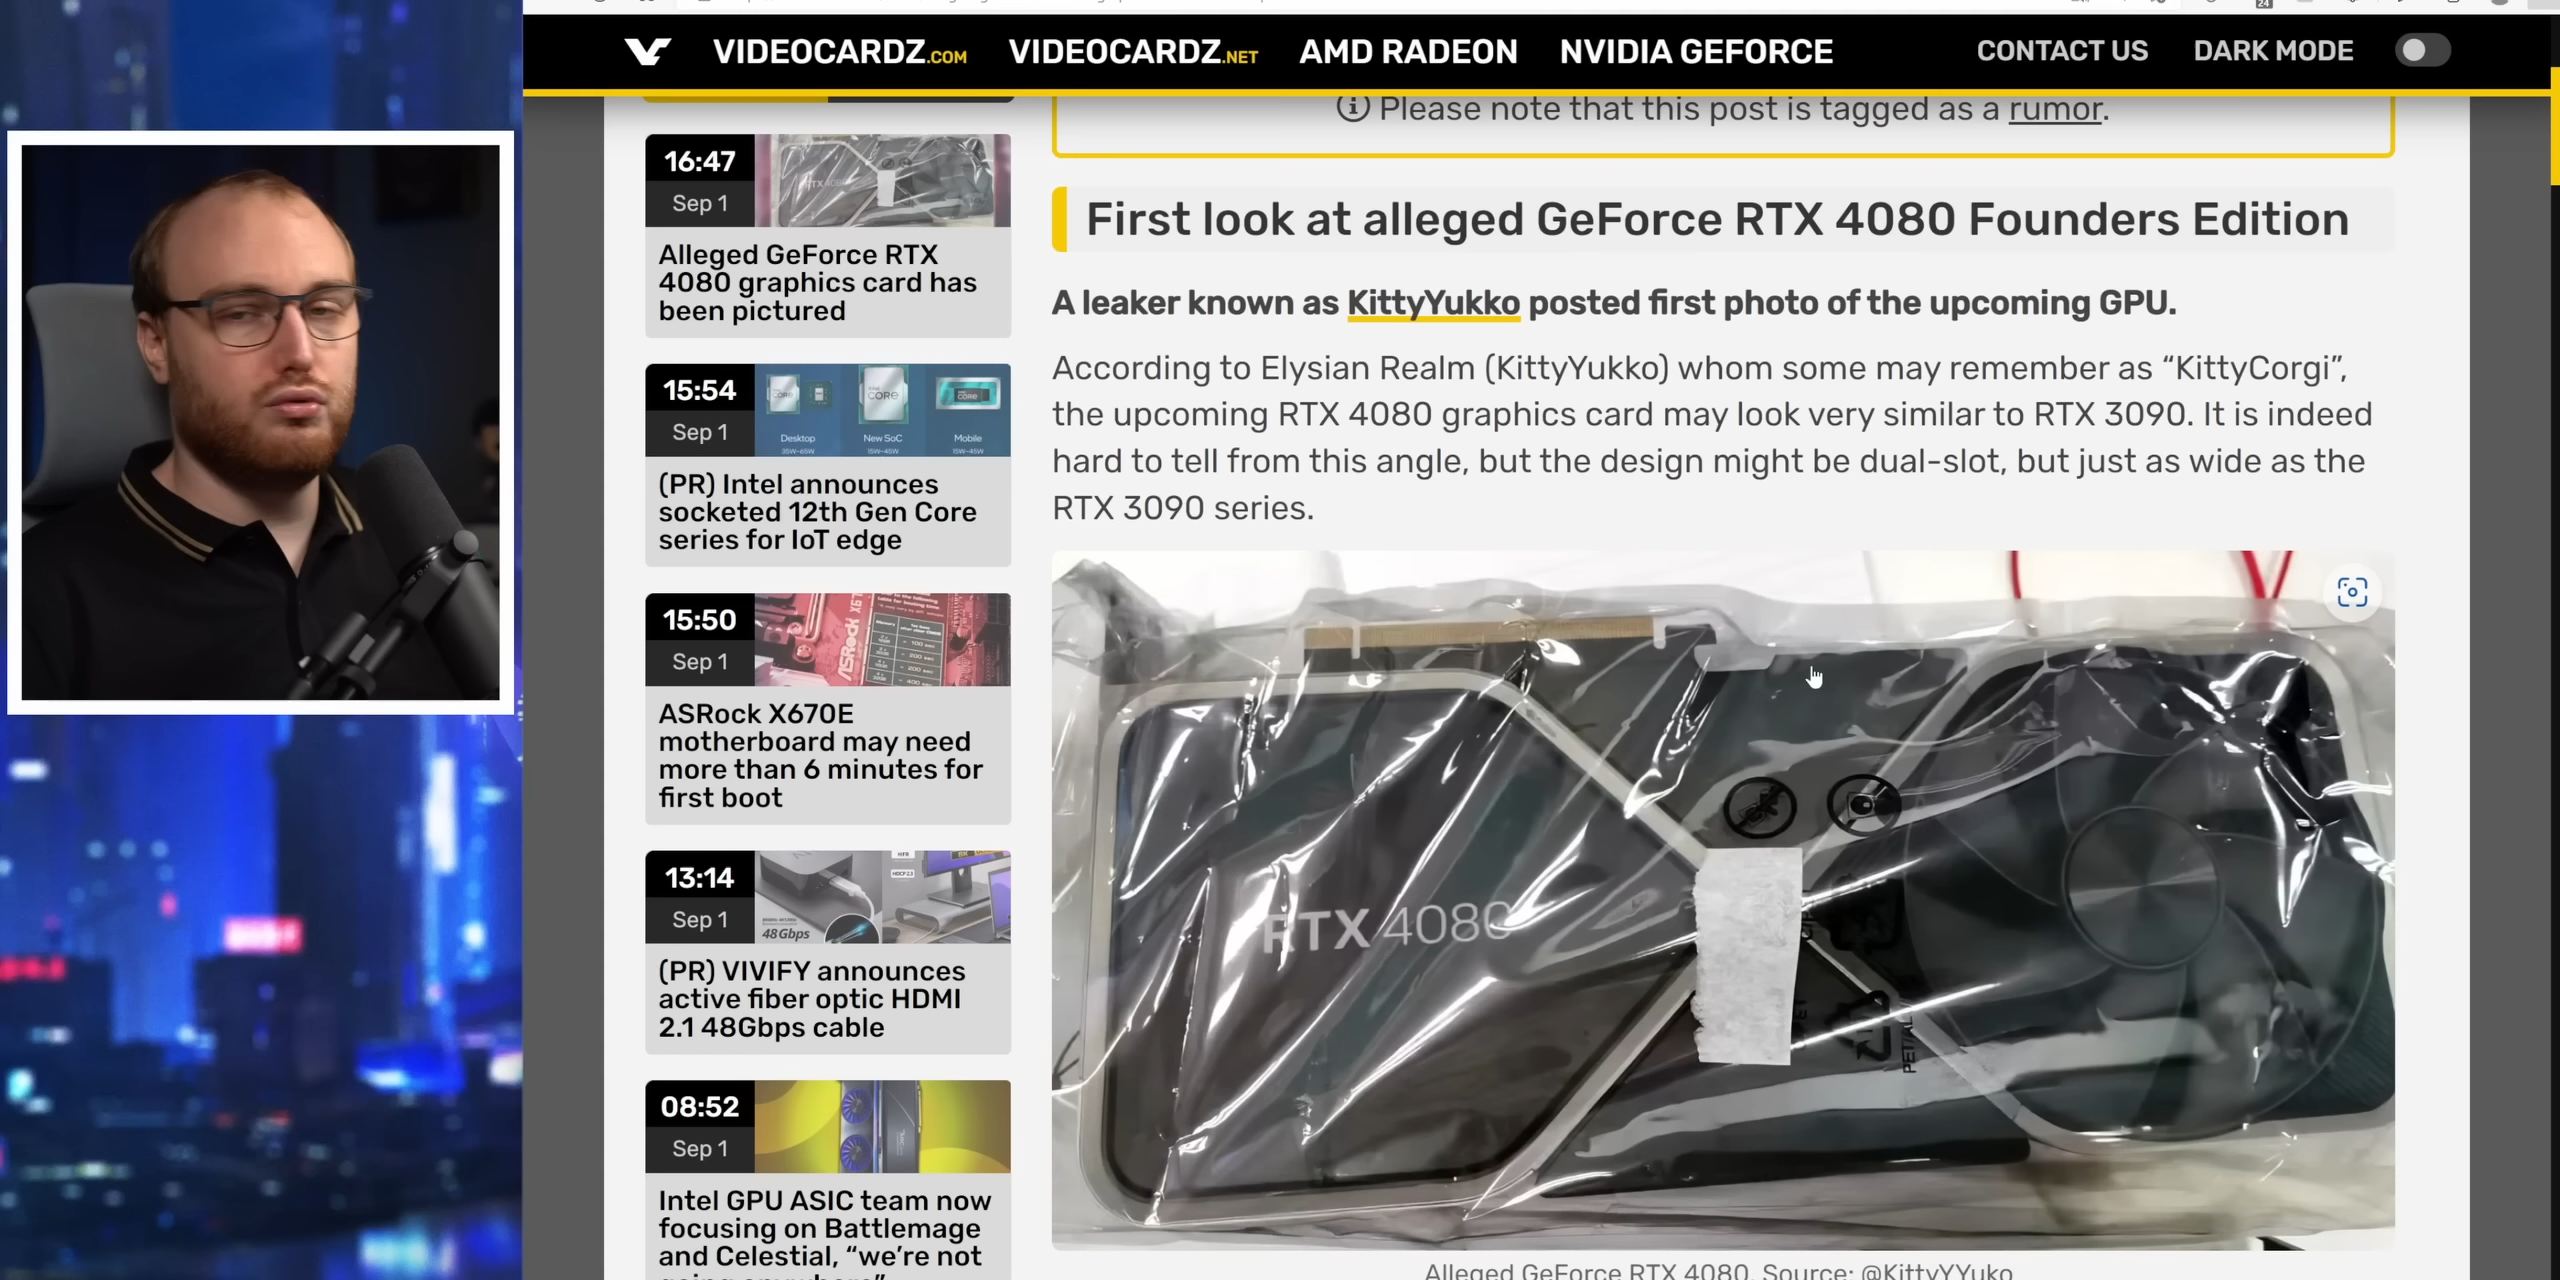 24
VIDEOCARDZ.COM VIDEOCARDZ.NET AMD RADEON NVIDIA GEFORCE CONTACT US DARK MODE
Please note that this post is tagged as a rumor.
16:47
Sep 1
Alleged GeForce RTX
4080 graphics card has
been pictured
15:54
Sep 1
CORE
CORE
Desktop
New SoC
Mobile
(PR) Intel announces
socketed 12th Gen Core
series for IoT edge
15:50
Sep 1
ASRock
ASRock X670E
motherboard may need
more than 6 minutes for
first boot
13:14
Sep 1
48Gbps
(PR) VIVIFY announces
active fiber optic HDMI
2.1 48Gbps cable
08:52
Sep 1
Intel GPU ASIC team now
focusing on Battlemage
and Celestial, “we’re not
First look at alleged GeForce RTX 4080 Founders Edition
A leaker known as KittyYukko posted first photo of the upcoming GPU.
According to Elysian Realm (KittyYukko) whom some may remember as “KittyCorgi”,
the upcoming RTX 4080 graphics card may look very similar to RTX 3090. It is indeed
hard to tell from this angle, but the design might be dual-slot, but just as wide as the
RTX 3090 series.
RTX 4080
Alleged GeForce RTX 4080, Source: @KittyYYuko